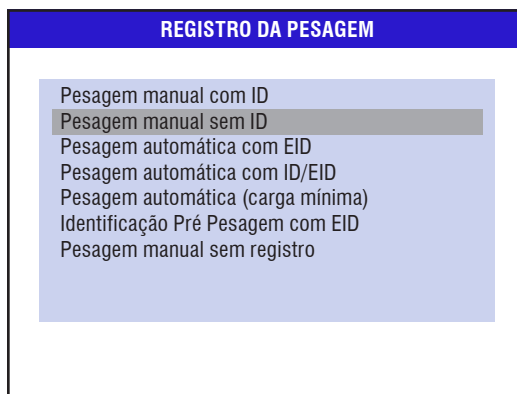 REGISTRO DA PESAGEM
Pesagem manual com ID
Pesagem manual sem ID
Pesagem automática com EID
Pesagem automática com ID/EID
Pesagem automática (carga mínima)
Identificação Pré Pesagem com EID
Pesagem manual sem registro